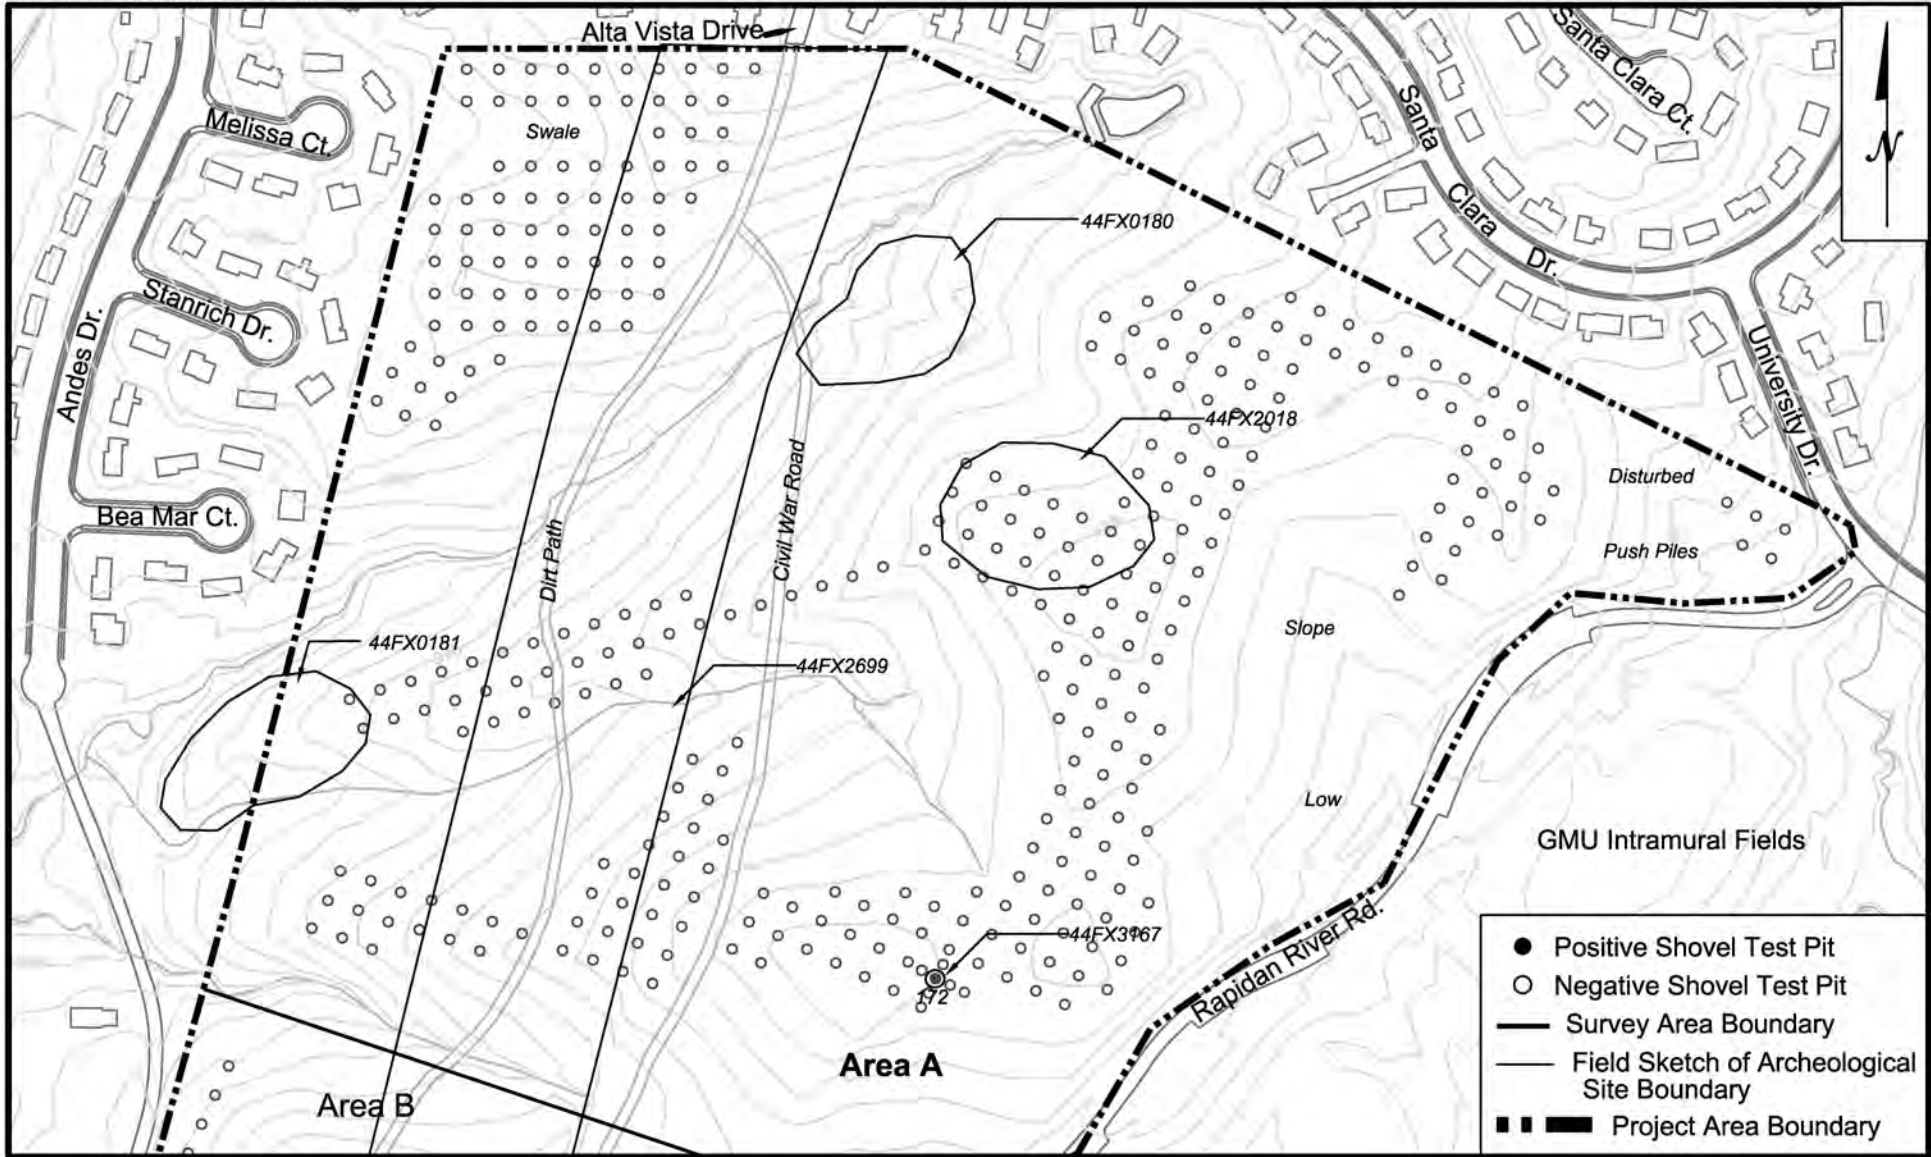 Alta Vista Drive
Santa Clara Ct.
N
Melissa Ct.
Swale
Santa
Clara
Dr.
44FX0180
Stanrich Dr.
Andes Dr.
University Dr.
44FX2018
Disturbed
Bea Mar Ct.
Dirt Path
Civil War Road
Push Piles
44FX0181
Slope
44FX2699
Low
GMU Intramural Fields
44FX3167
172
Rapidan River Rd.
Area A
Area B
Positive Shovel Test Pit
Negative Shovel Test Pit
Survey Area Boundary
Field Sketch of Archeological
Site Boundary
Project Area Boundary